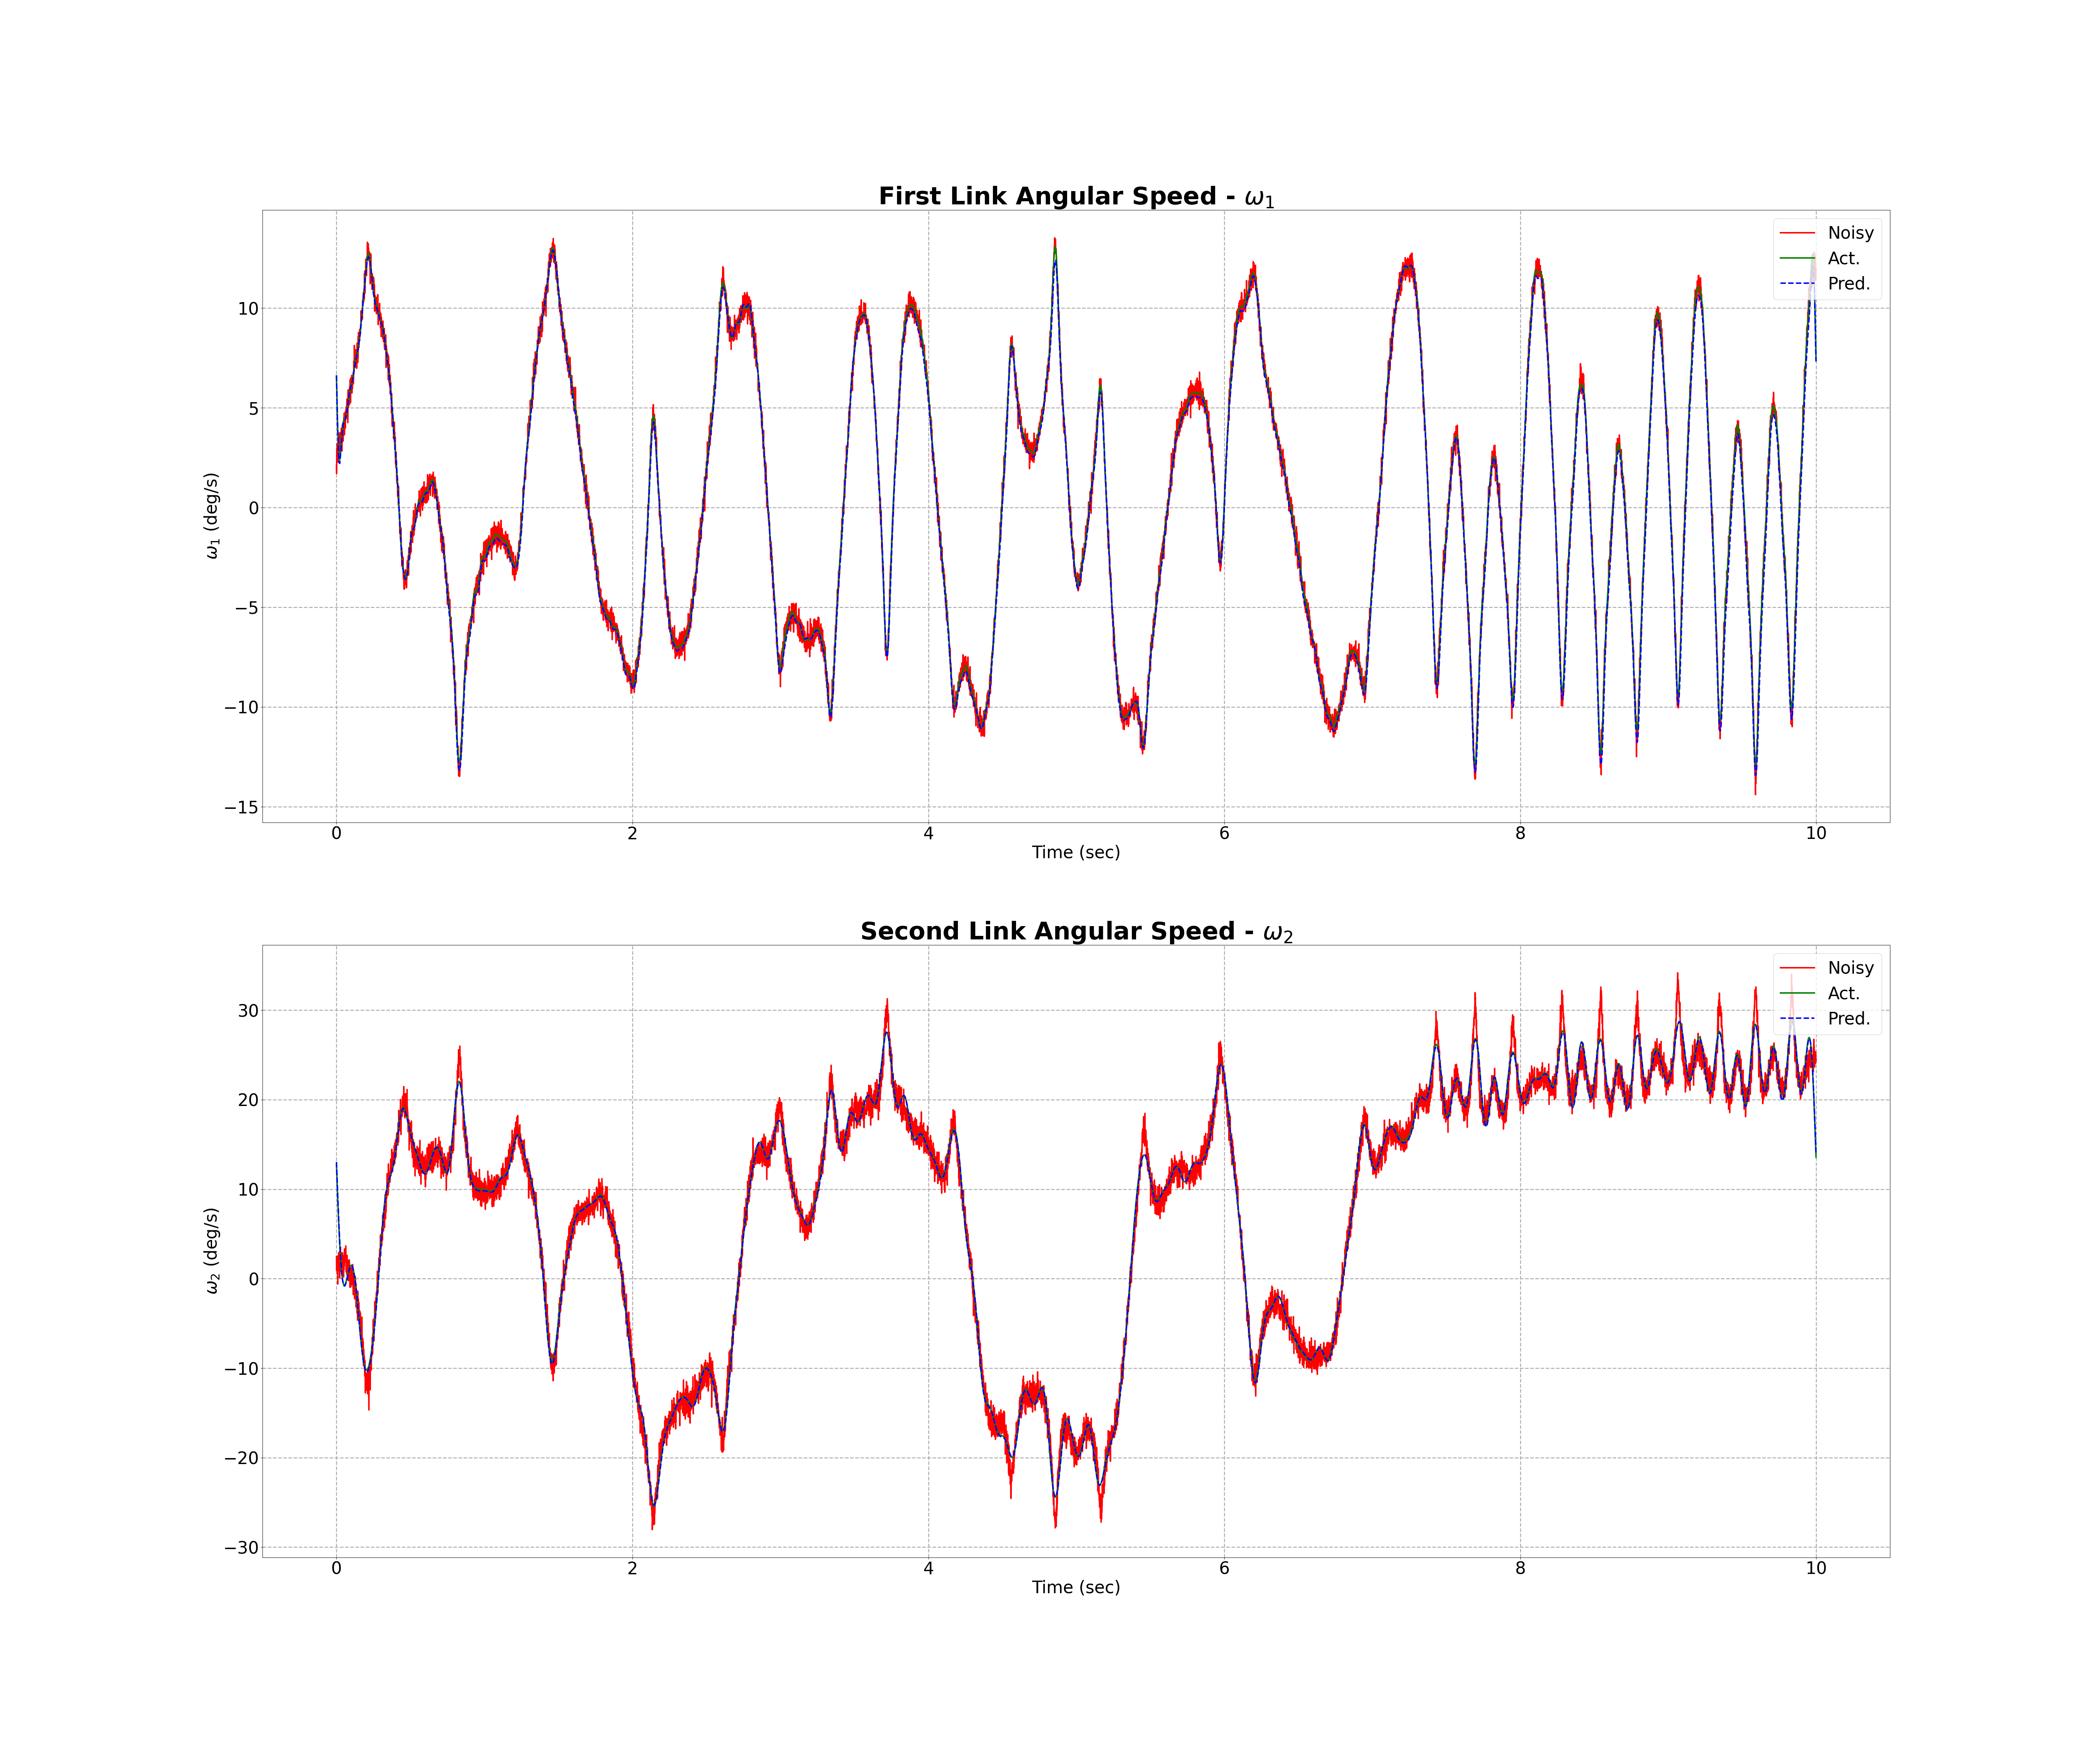 First Link Angular Speed - ω₁
Noisy
Act.
Pred.
ω₁ (deg/s)
10
5
0
−5
−10
−15
0 2 4 6 8 10
Time (sec)
Second Link Angular Speed - ω₂
Noisy
Act.
Pred.
ω₂ (deg/s)
30
20
10
0
−10
−20
−30
0 2 4 6 8 10
Time (sec)